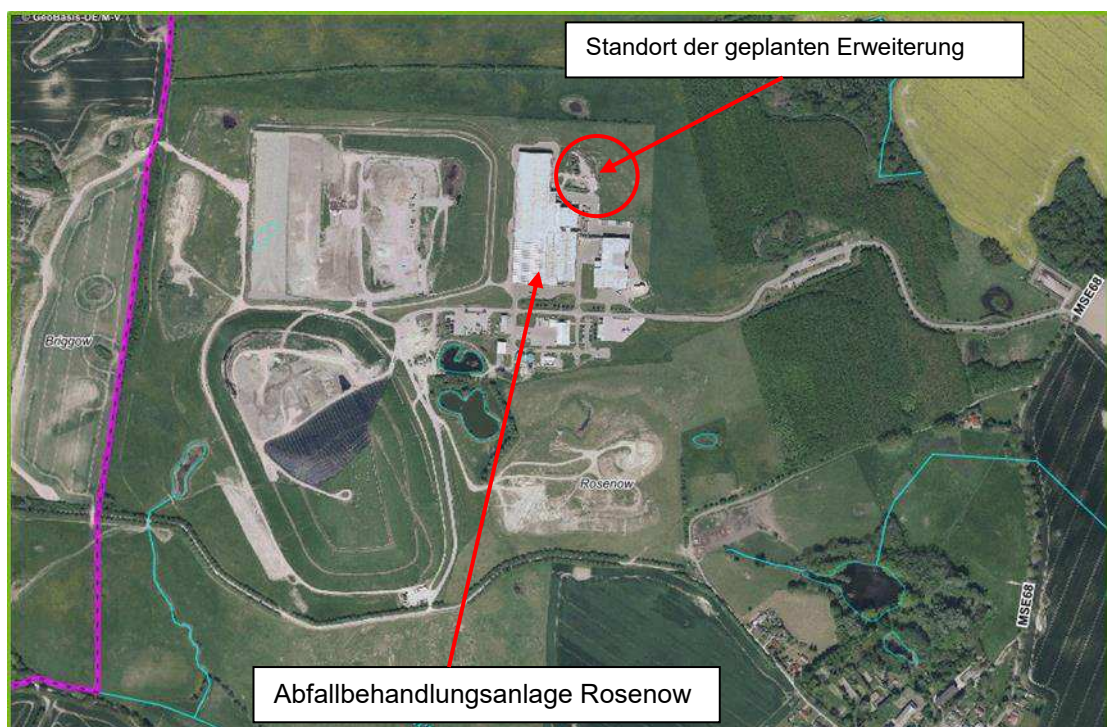 © GeoBasis-DE/M-V
Standort der geplanten Erweiterung
MSE68
Briggow
Rosenow
MSE68
Abfallbehandlungsanlage Rosenow